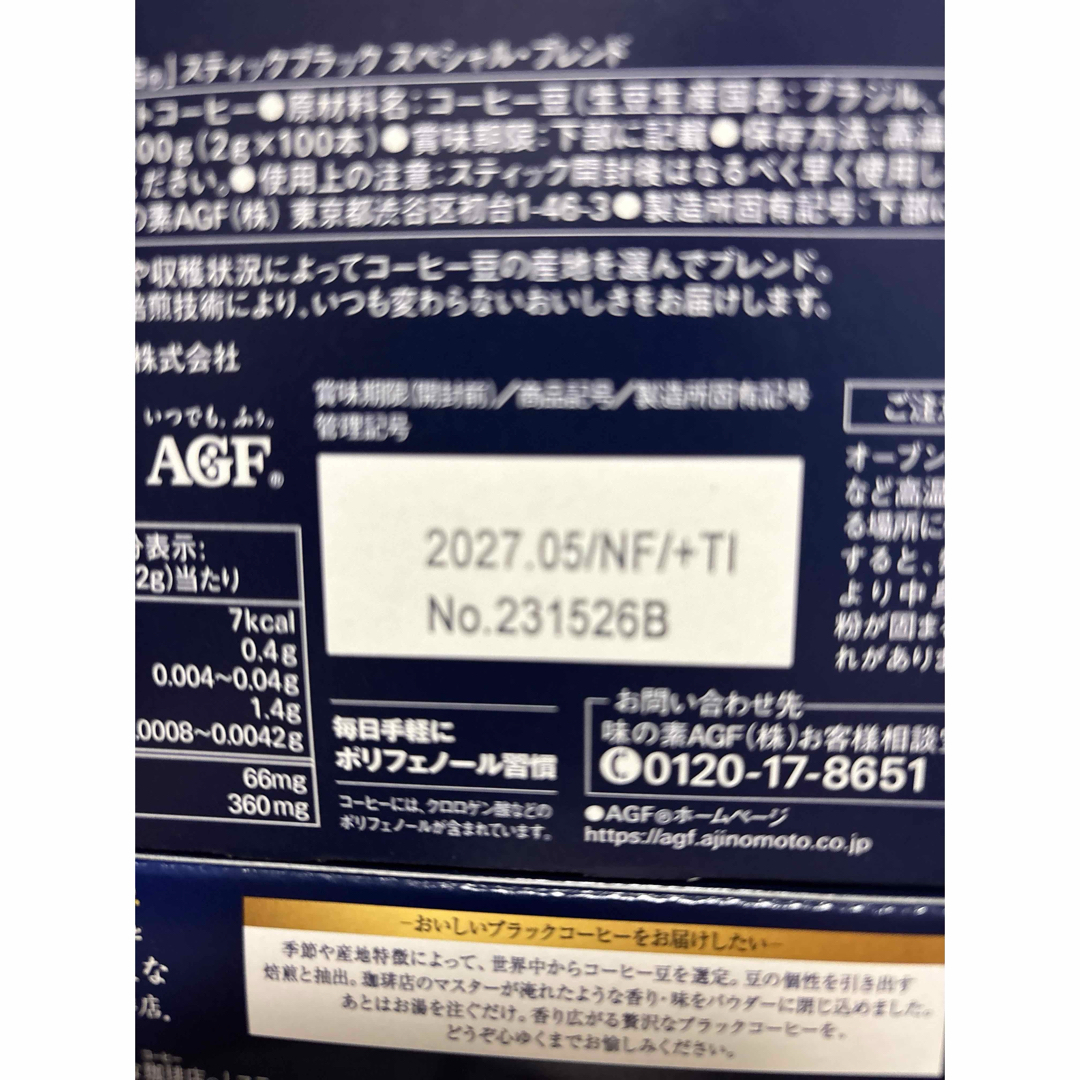 スティックブラック スペシャル・ブレンド
コーヒー●原材料名:コーヒー豆(生豆生産国名:ブラジル、
00g(2g×100本)●賞味期限:下部に記載●保存方法:高温
ください。●使用上の注意:スティック開封後はなるべく早く使用し
の素AGF(株) 東京都渋谷区初台1-46-3●製造所固有記号:下部に
や収穫状況によってコーヒー豆の産地を選んでブレンド。
焙煎技術により、いつも変わらないおいしさをお届けします。
株式会社
いつでも、ふぅ。
AGF®
賞味期限(開封前)/商品記号/製造所固有記号
管理記号
2027.05/NF/+TI
No.231526B
表示:
2g)当たり
7kcal
0.4g
0.004~0.04g
1.4g
.0008~0.0042g
66mg
360mg
毎日手軽に
ポリフェノール習慣
コーヒーには、クロロゲン酸などの
ポリフェノールが含まれています。
ご注
オーブン
など高温
る場所に
すると、
より中身
粉が固ま
れがありま
お問い合わせ先
味の素AGF(株)お客様相談
0120-17-8651
●AGF®ホームページ
https://agf.ajinomoto.co.jp
な
店。
-おいしいブラックコーヒーをお届けしたい-
季節や産地特徴によって、世界中からコーヒー豆を選定。豆の個性を引き出す
焙煎と抽出。珈琲店のマスターが淹れたような香り・味をパウダーに閉じ込めました。
あとはお湯を注ぐだけ。香り広がる贅沢なブラックコーヒーを、
どうぞ心ゆくまでお愉しみください。